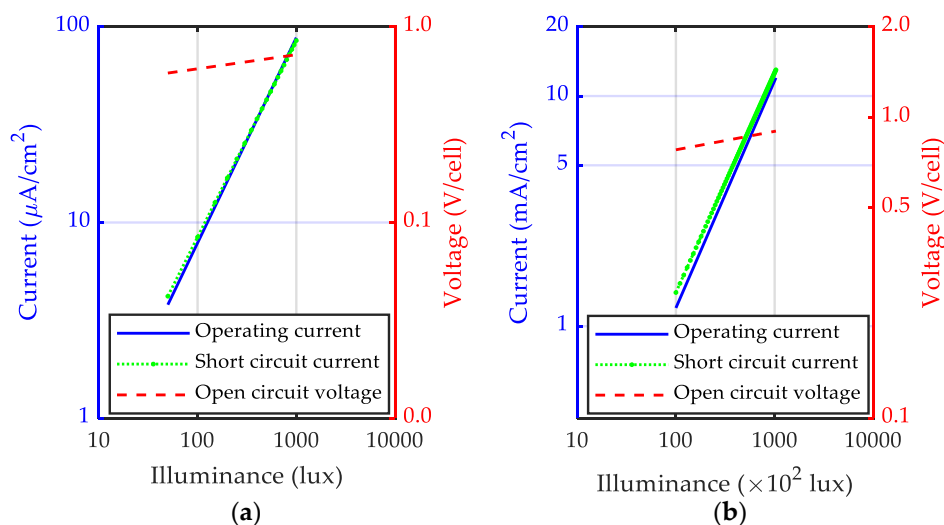 100
10
1
Current (μA/cm²)
1.0
0.1
0.0
Voltage (V/cell)
Operating current
Short circuit current
Open circuit voltage
10 100 1000 10000
Illuminance (lux)
(a)
20
10
5
1
Current (mA/cm²)
2.0
1.0
0.5
0.1
Voltage (V/cell)
Operating current
Short circuit current
Open circuit voltage
10 100 1000 10000
Illuminance (×10² lux)
(b)